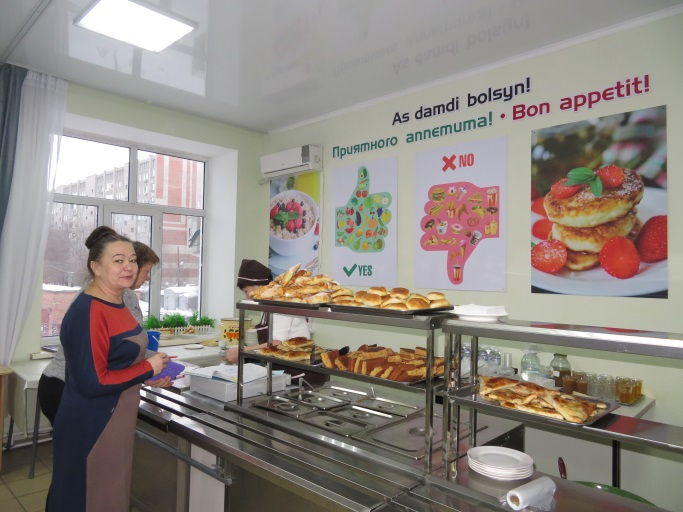 As damdi bolsyn!
Приятного аппетита! • Bon appetit!
NO
YES